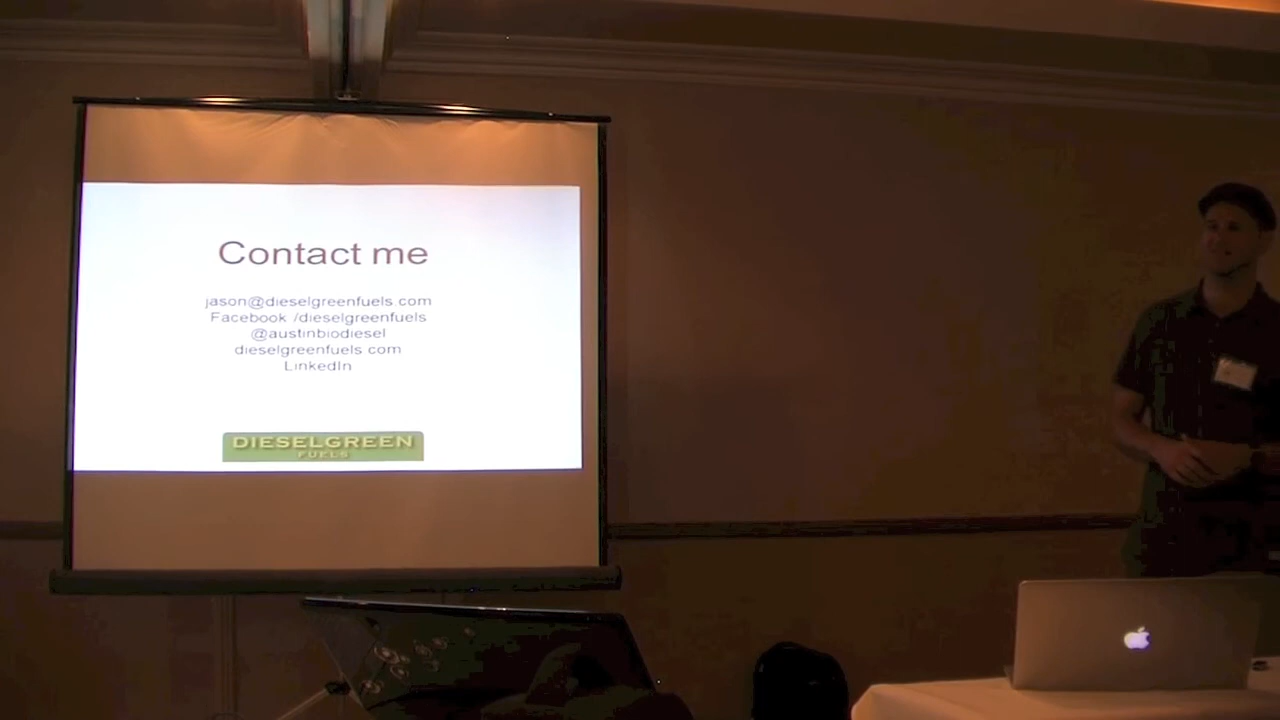 Contact me
jason@dieselgreenfuels.com
Facebook /dieselgreenfuels
@austinbiodiesel
dieselgreenfuels com
LinkedIn
DIESELGREEN
FUELS